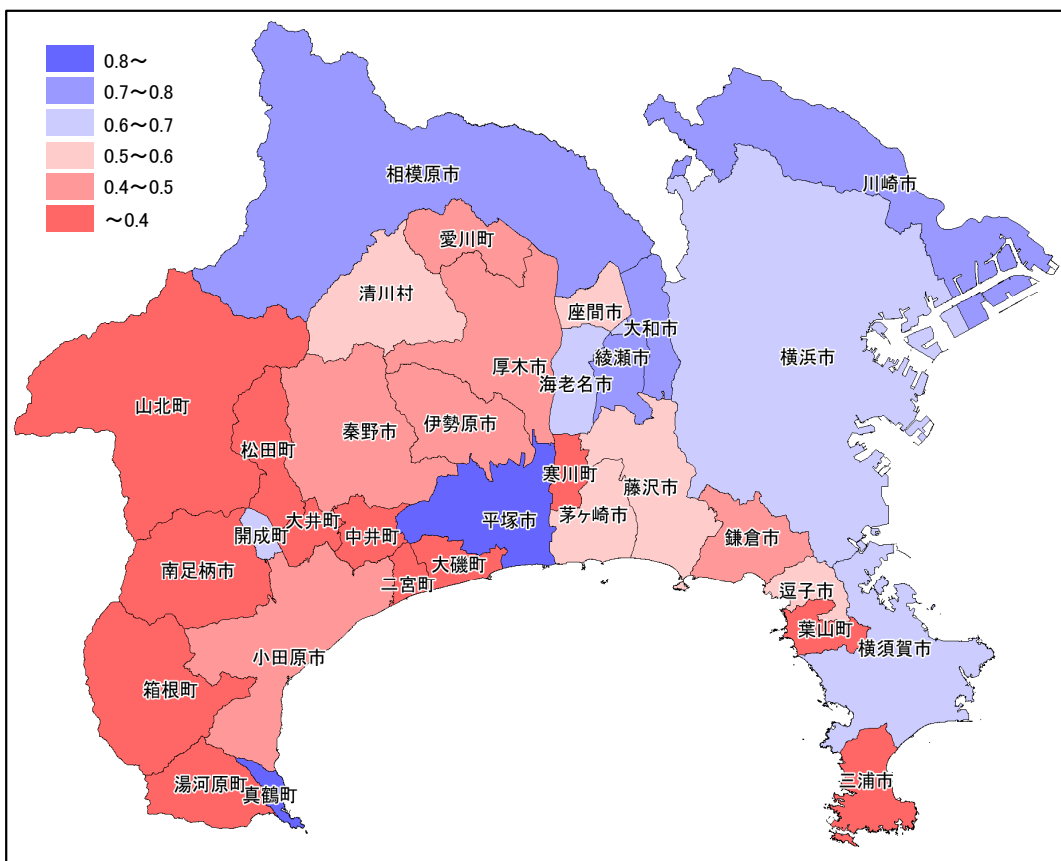 0.8～
0.7～0.8
0.6～0.7
0.5～0.6
0.4～0.5
～0.4
相模原市
川崎市
愛川町
清川村
座間市
大和市
横浜市
綾瀬市
厚木市
海老名市
山北町
伊勢原市
秦野市
松田町
寒川町
藤沢市
茅ヶ崎市
平塚市
大井町
開成町
中井町
鎌倉市
大磯町
南足柄市
二宮町
逗子市
葉山町
横須賀市
小田原市
箱根町
三浦市
湯河原町
真鶴町